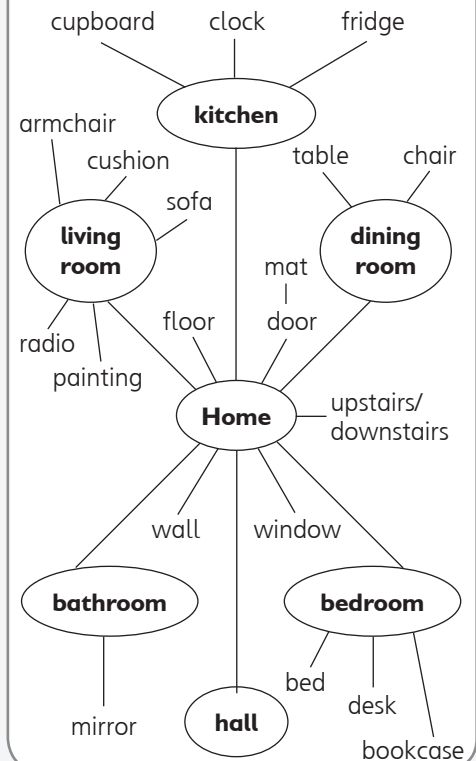 cupboard
clock
fridge
kitchen
armchair
cushion
sofa
table
chair
living
room
dining
room
mat
door
floor
radio
painting
Home
upstairs/
downstairs
wall
window
bathroom
bedroom
mirror
hall
bed
desk
bookcase